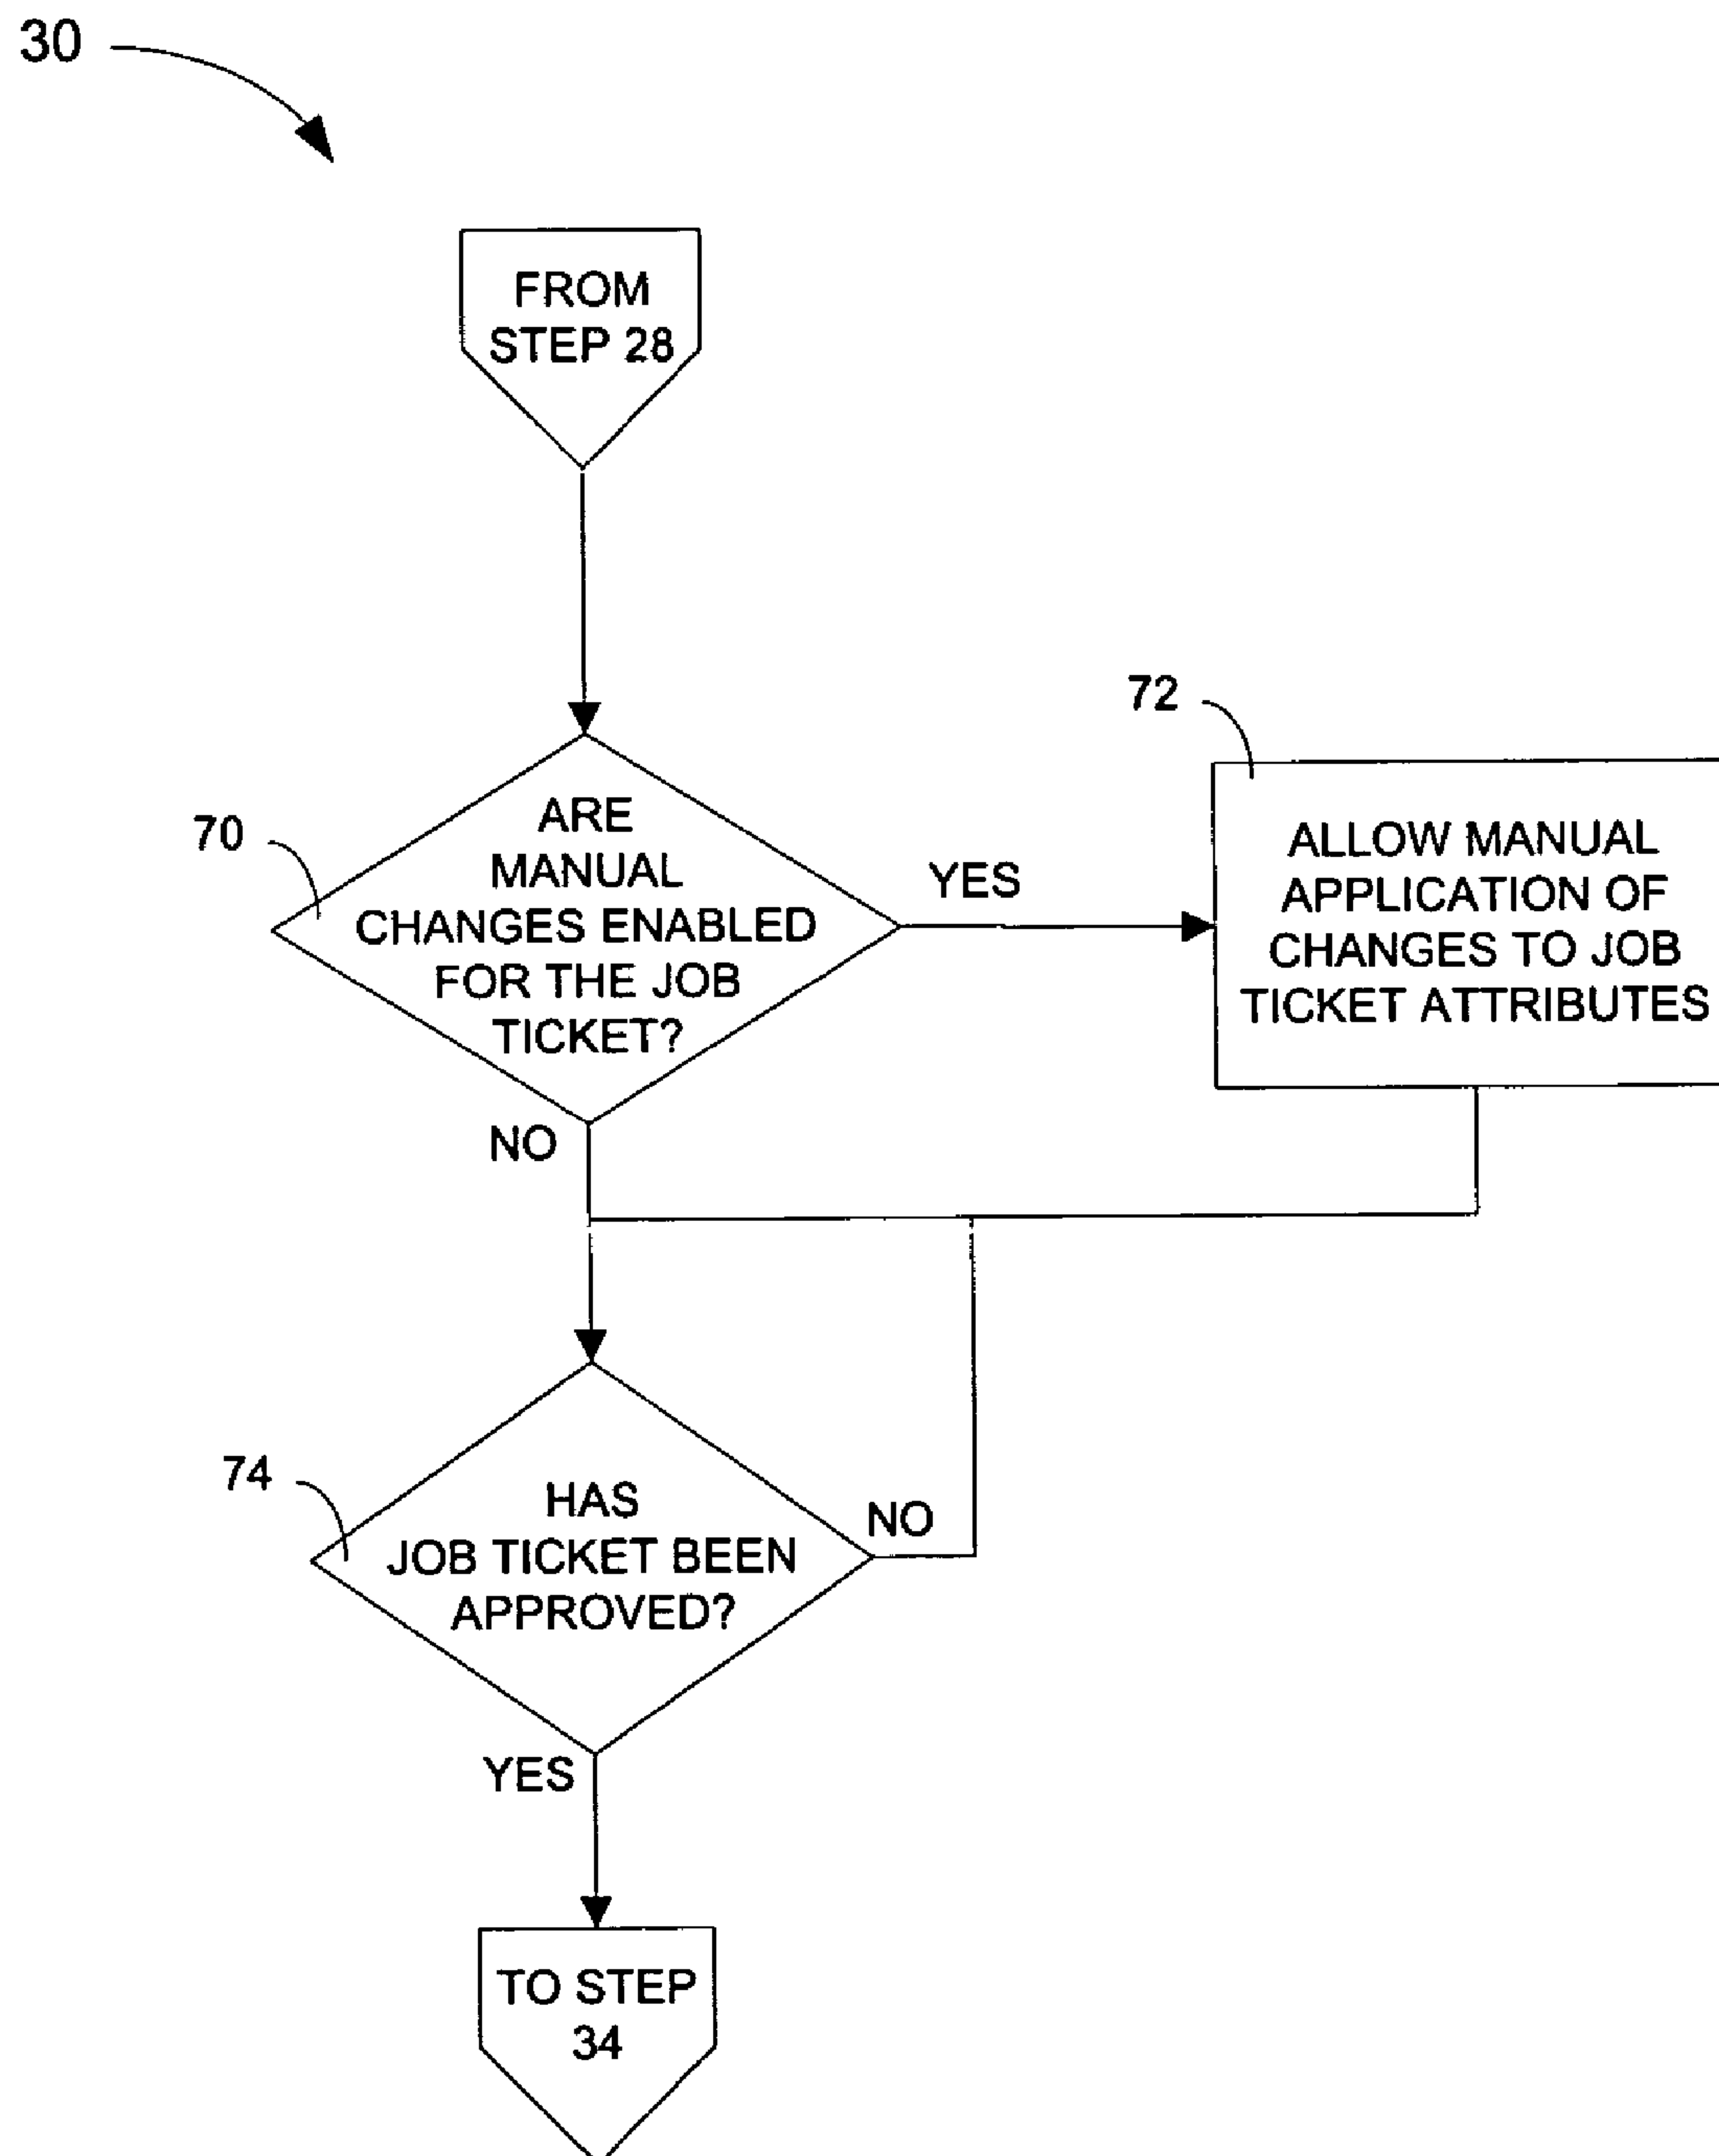 30
FROM
STEP 28
70
ARE
MANUAL
CHANGES ENABLED
FOR THE JOB
TICKET?
YES
72
ALLOW MANUAL
APPLICATION OF
CHANGES TO JOB
TICKET ATTRIBUTES
NO
74
HAS
JOB TICKET BEEN
APPROVED?
NO
YES
TO STEP
34